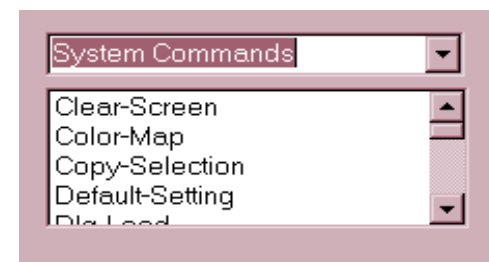 System Commands
Clear-Screen
Color-Map
Copy-Selection
Default-Setting